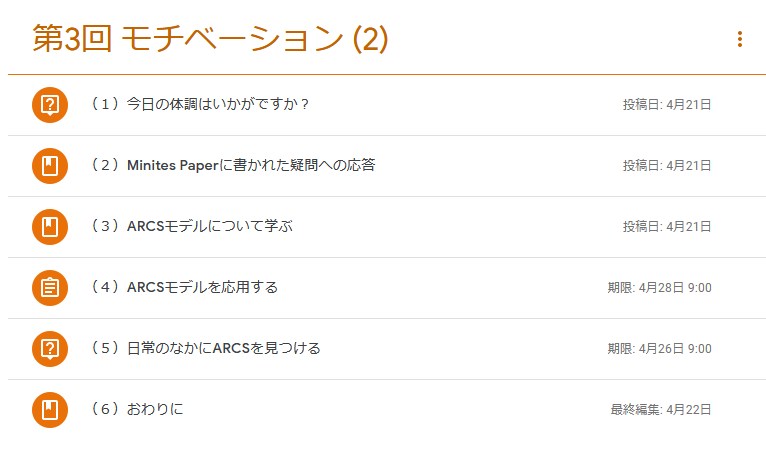 第3回 モチベーション (2)
（１）今日の体調はいかがですか？ 投稿日: 4月21日
（２）Minites Paperに書かれた疑問への応答 投稿日: 4月21日
（３）ARCSモデルについて学ぶ 投稿日: 4月21日
（４）ARCSモデルを応用する 期限: 4月28日 9:00
（５）日常のなかにARCSを見つける 期限: 4月26日 9:00
（６）おわりに 最終編集: 4月22日